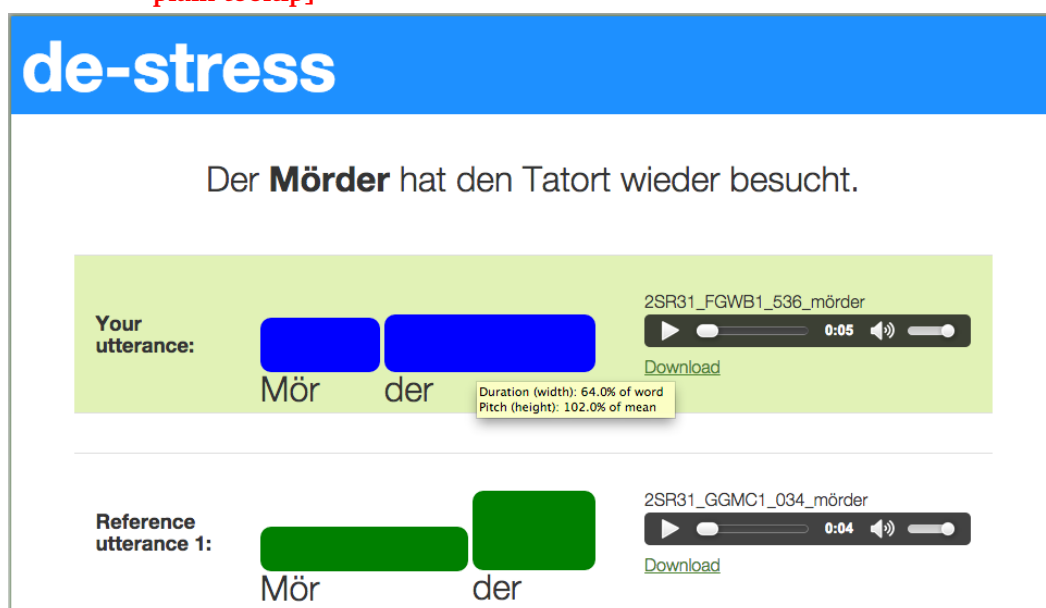 de-stress
Der Mörder hat den Tatort wieder besucht.
Your
utterance:
Mör
der
2SR31_FGWB1_536_mörder
0:05
Download
Duration (width): 64.0% of word
Pitch (height): 102.0% of mean
Reference
utterance 1:
Mör
der
2SR31_GGMC1_034_mörder
0:04
Download